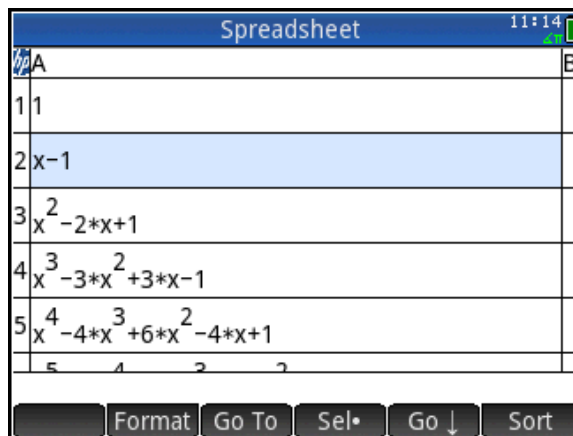 Spreadsheet 11:14
∡π
hp A B
1 1
2 x-1
3 x²-2*x+1
4 x³-3*x²+3*x-1
5 x⁴-4*x³+6*x²-4*x+1
Format Go To Sel• Go ↓ Sort